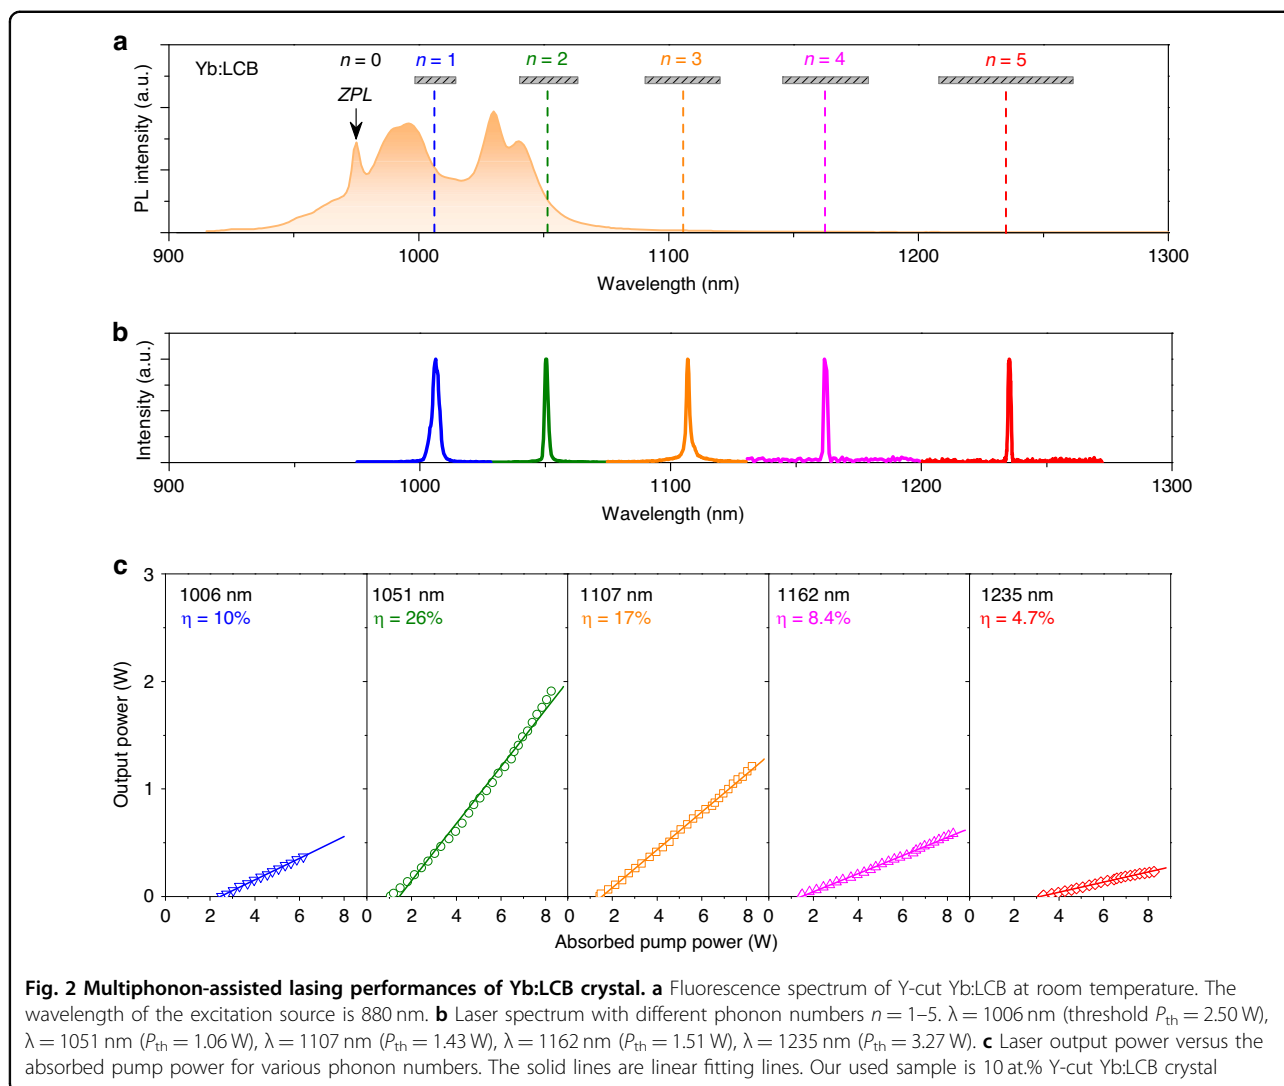 a
Yb:LCB
n = 0
n = 1
n = 2
n = 3
n = 4
n = 5
ZPL
PL intensity (a.u.)
900
1000
1100
1200
1300
Wavelength (nm)
b
Intensity (a.u.)
900
1000
1100
1200
1300
Wavelength (nm)
c
3
2
1
0
Output power (W)
1006 nm
η = 10%
1051 nm
η = 26%
1107 nm
η = 17%
1162 nm
η = 8.4%
1235 nm
η = 4.7%
0 2 4 6 8 0 2 4 6 8 0 2 4 6 8 0 2 4 6 8 0 2 4 6 8
Absorbed pump power (W)
Fig. 2 Multiphonon-assisted lasing performances of Yb:LCB crystal. a Fluorescence spectrum of Y-cut Yb:LCB at room temperature. The
wavelength of the excitation source is 880 nm. b Laser spectrum with different phonon numbers n = 1–5. λ = 1006 nm (threshold Pth = 2.50 W),
λ = 1051 nm (Pth = 1.06 W), λ = 1107 nm (Pth = 1.43 W), λ = 1162 nm (Pth = 1.51 W), λ = 1235 nm (Pth = 3.27 W). c Laser output power versus the
absorbed pump power for various phonon numbers. The solid lines are linear fitting lines. Our used sample is 10 at.% Y-cut Yb:LCB crystal